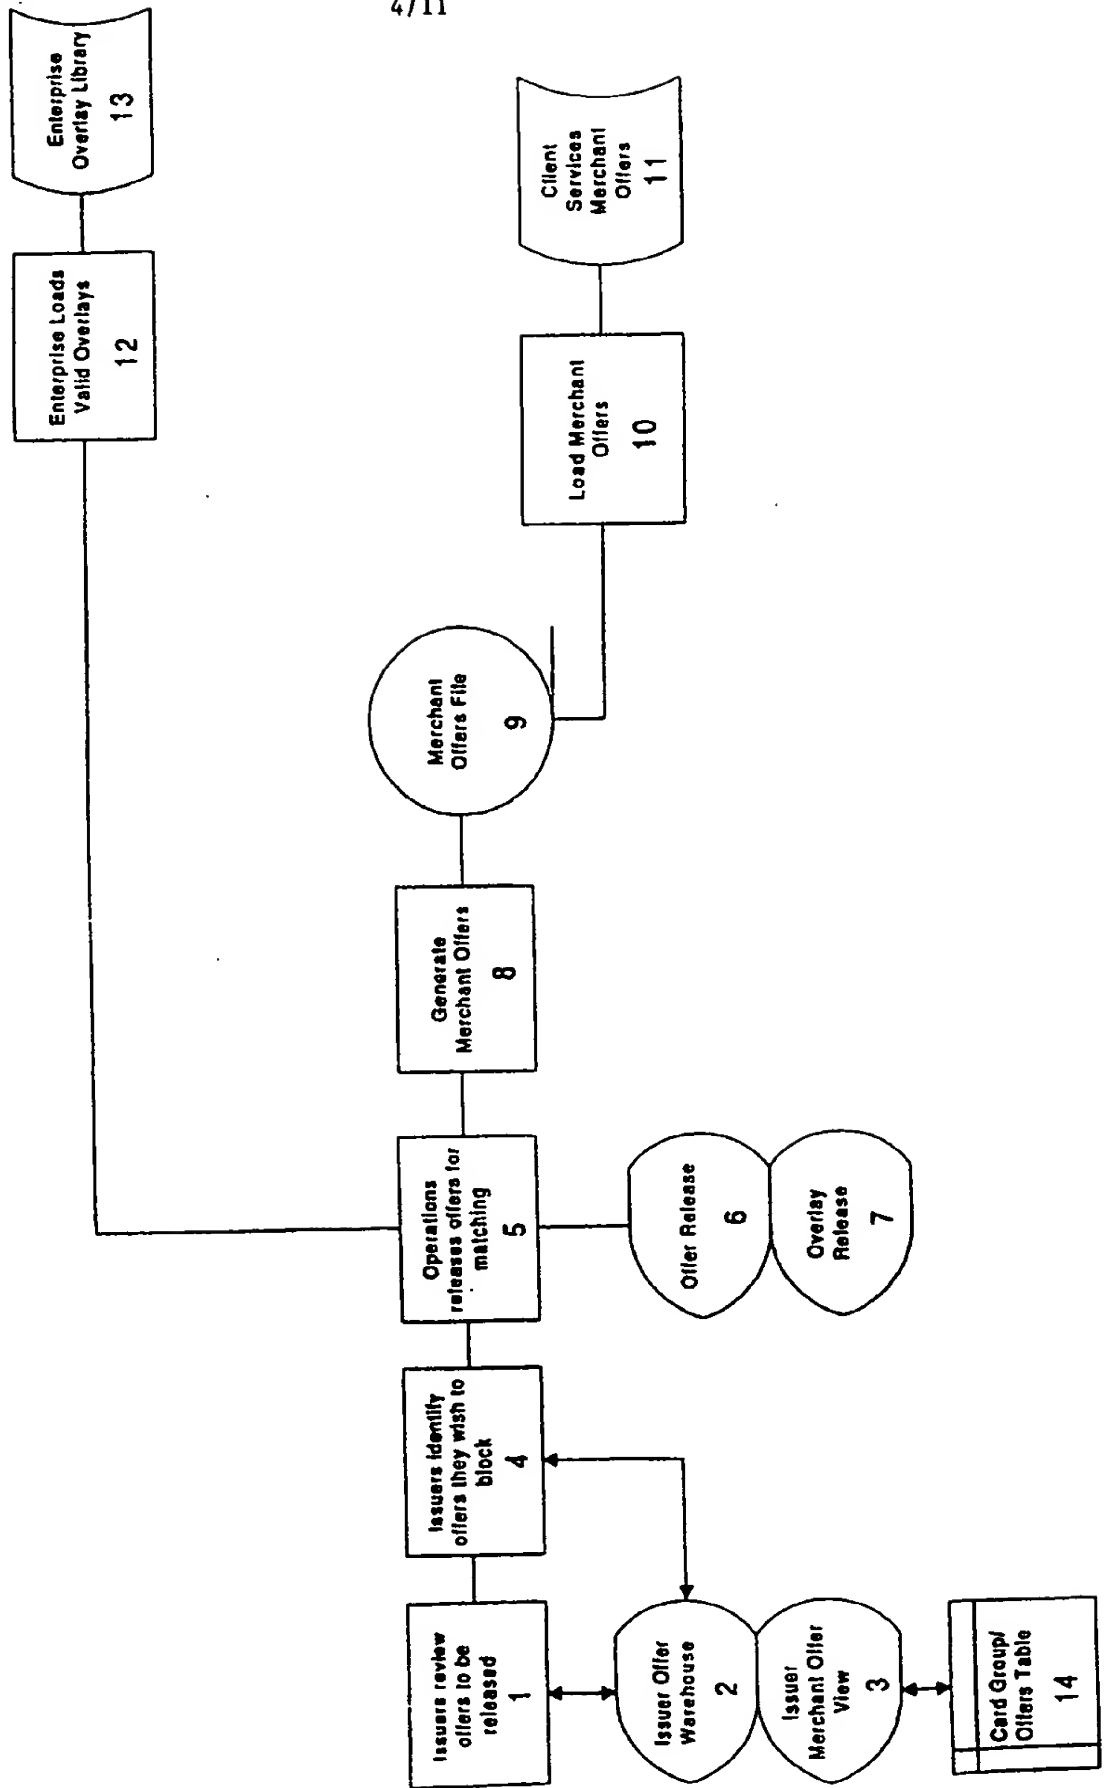 4/11
Issuers review
offers to be
released
1
Issuer Offer
Warehouse
2
Issuer
Merchant Offer
View
3
Card Group/
Offers Table
14
Issuers identify
offers they wish to
block
4
Operations
releases offers for
matching
5
Offer Release
6
Overlay
Release
7
Generate
Merchant Offers
8
Merchant
Offers File
9
Load Merchant
Offers
10
Client
Services
Merchant
Offers
11
Enterprise Loads
Valid Overlays
12
Enterprise
Overlay Library
13